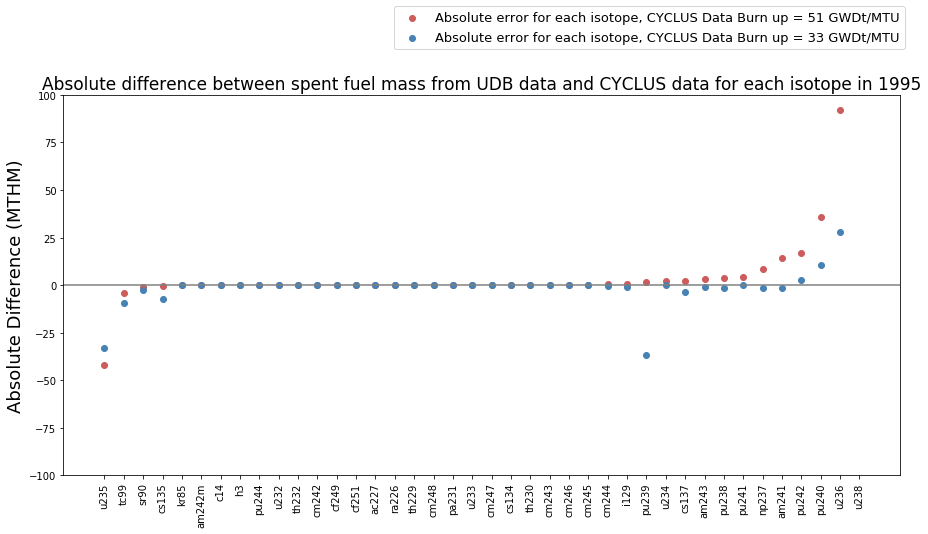 Absolute error for each isotope, CYCLUS Data Burn up = 51 GWDt/MTU
Absolute error for each isotope, CYCLUS Data Burn up = 33 GWDt/MTU
Absolute difference between spent fuel mass from UDB data and CYCLUS data for each isotope in 1995
Absolute Difference (MTHM)
100
75
50
25
0
−25
−50
−75
−100
u235
tc99
sr90
cs135
kr85
am242m
c14
h3
pu244
u232
th232
cm242
cf249
cf251
ac227
ra226
th229
cm248
pa231
u233
cm247
cs134
th230
cm243
cm246
cm245
cm244
i129
pu239
u234
cs137
am243
pu238
pu241
np237
am241
pu242
pu240
u236
u238